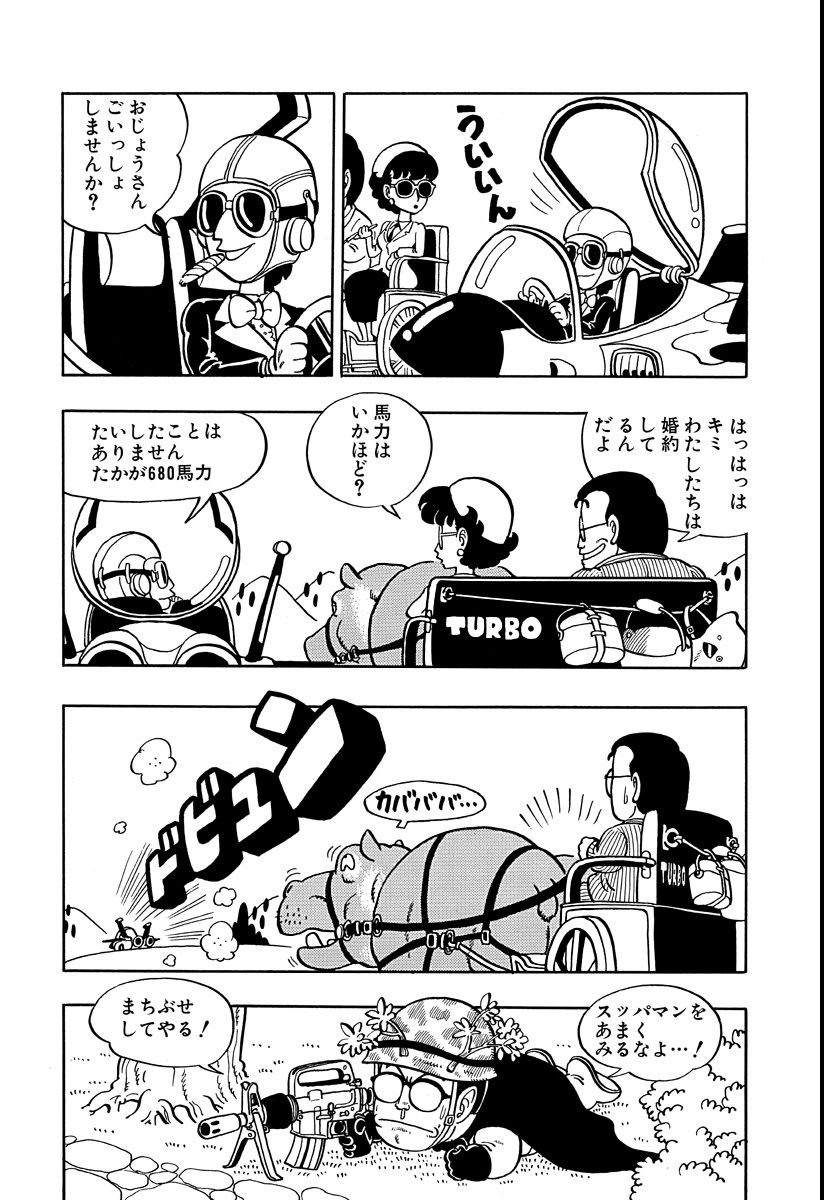 ういいん
おじょうさん
ごいっしょ
しませんか？
はっはっは
キミ
わたしたちは
婚約
して
るん
だよ
馬力は
いかほど？
たいしたことは
ありません
たかが680馬力
TURBO
ドビュン
カバババ…
TURBO
スッパマンを
あまく
みるなよ…！
まちぶせ
してやる！